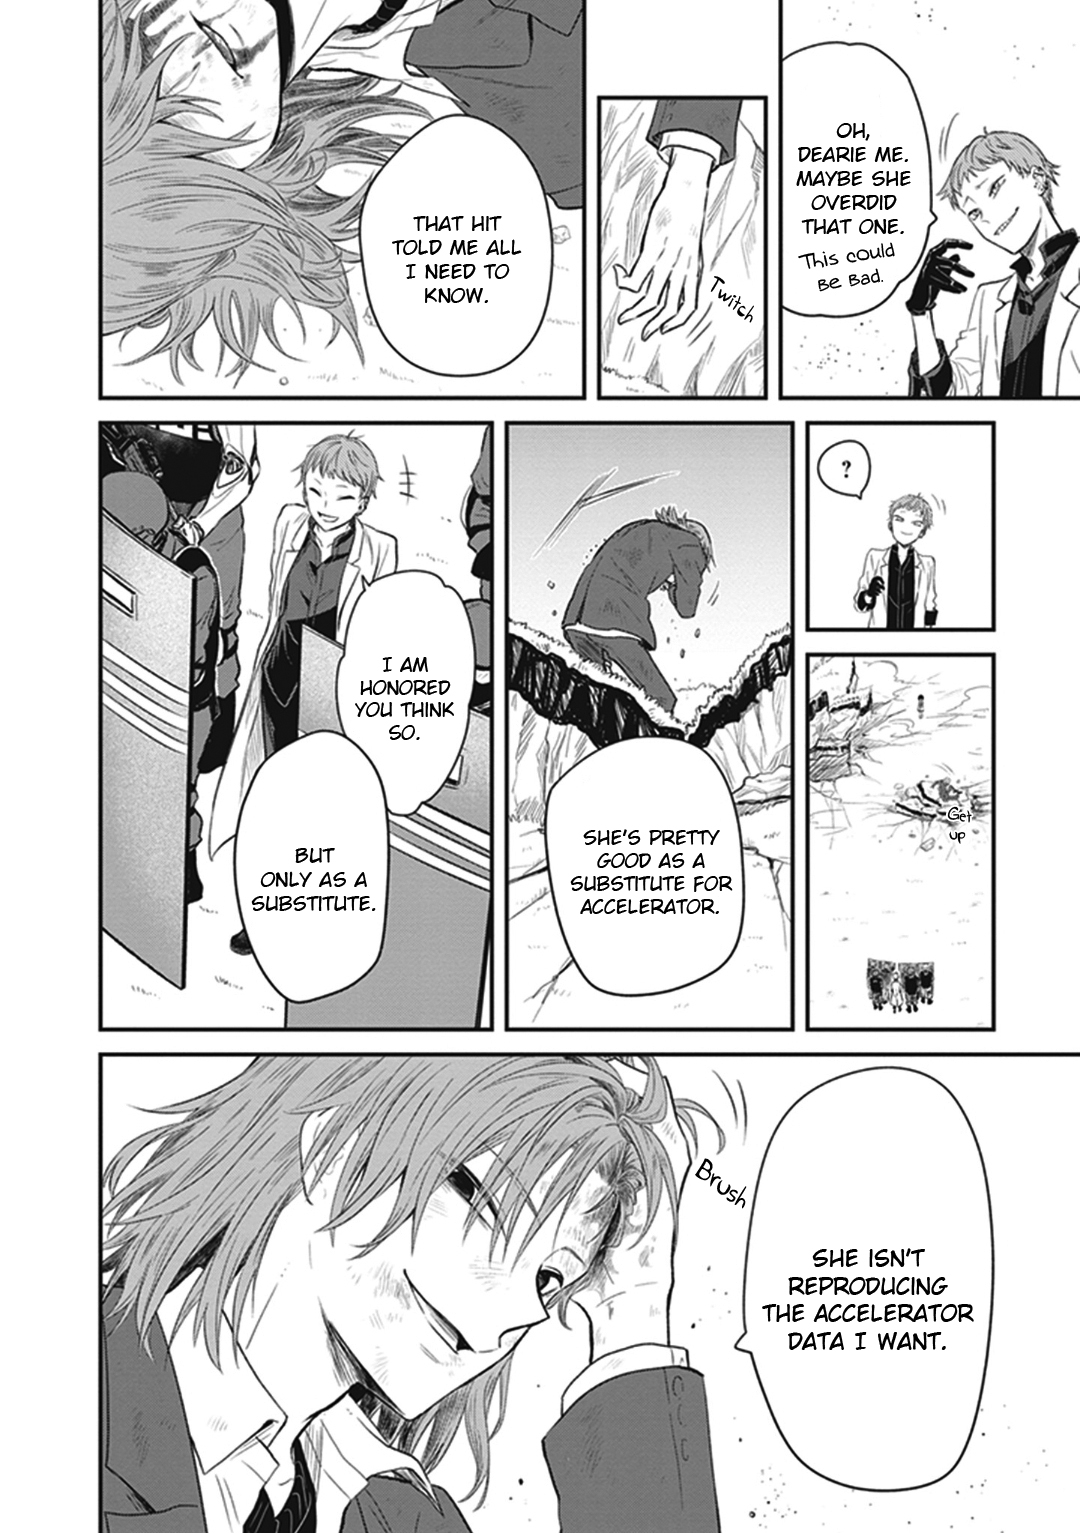 OH,
DEARIE ME.
MAYBE SHE
OVERDID
THAT ONE.
This could
Be Bad.
Twitch
THAT HIT
TOLD ME ALL
I NEED TO
KNOW.
?
Get
up
SHE'S PRETTY
GOOD AS A
SUBSTITUTE FOR
ACCELERATOR.
I AM
HONORED
YOU THINK
SO.
BUT
ONLY AS A
SUBSTITUTE.
SHE ISN'T
REPRODUCING
THE ACCELERATOR
DATA I WANT.
Brush